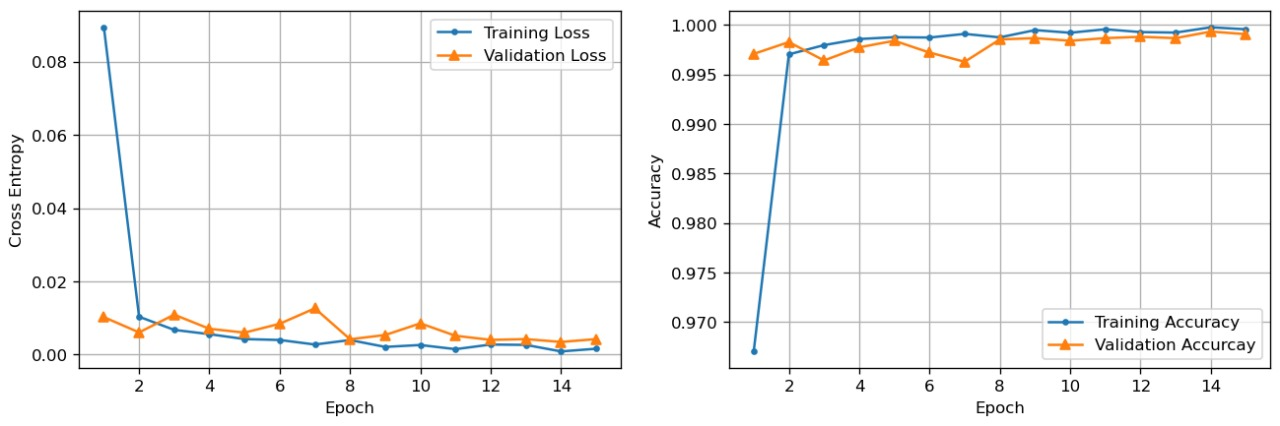 Training Loss
Validation Loss
0.08
0.06
0.04
0.02
0.00
Cross Entropy
2 4 6 8 10 12 14
Epoch
1.000
0.995
0.990
0.985
0.980
0.975
0.970
Accuracy
Training Accuracy
Validation Accurcay
2 4 6 8 10 12 14
Epoch